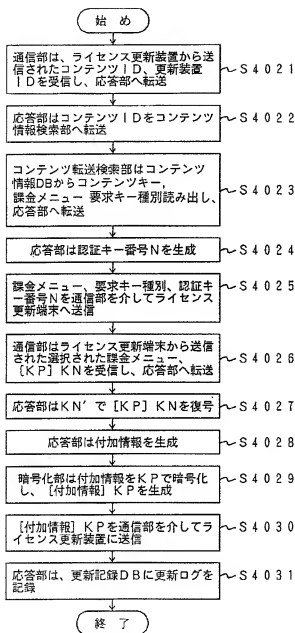 始め
通信部は、ライセンス更新装置から送
信されたコンテンツID、更新装置
IDを受信し、応答部へ転送
S4021
応答部はコンテンツIDをコンテンツ
情報検索部へ転送
S4022
コンテンツ転送検索部はコンテンツ
情報DBからコンテンツキー,
課金メニュー 要求キー種別読み出し、
応答部へ転送
S4023
応答部は認証キー番号Nを生成
S4024
課金メニュー、要求キー種別、認証キ
ー番号Nを通信部を介してライセンス
更新端末へ送信
S4025
通信部はライセンス更新端末から送信
された選択された課金メニュー、
[KP] KNを受信し、応答部へ転送
S4026
応答部はKN'で [KP] KNを復号
S4027
応答部は付加情報を生成
S4028
暗号化部は付加情報をKPで暗号化
し、[付加情報] KPを生成
S4029
[付加情報] KPを通信部を介してラ
イセンス更新装置に送信
S4030
応答部は、更新記録DBに更新ログを
記録
S4031
終了